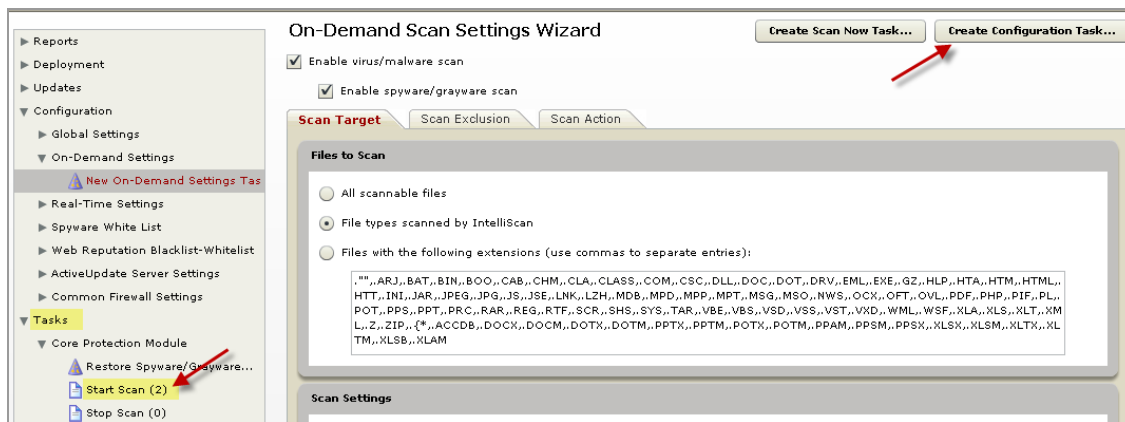 Reports
Deployment
Updates
Configuration
Global Settings
On-Demand Settings
New On-Demand Settings Tas
Real-Time Settings
Spyware White List
Web Reputation Blacklist-Whitelist
ActiveUpdate Server Settings
Common Firewall Settings
Tasks
Core Protection Module
Restore Spyware/Grayware...
Start Scan (2)
Stop Scan (0)
On-Demand Scan Settings Wizard
Create Scan Now Task...
Create Configuration Task...
Enable virus/malware scan
Enable spyware/grayware scan
Scan Target
Scan Exclusion
Scan Action
Files to Scan
All scannable files
File types scanned by IntelliScan
Files with the following extensions (use commas to separate entries):
."",.ARJ,.BAT,.BIN,.BOO,.CAB,.CHM,.CLA,.CLASS,.COM,.CSC,.DLL,.DOC,.DOT,.DRV,.EML,.EXE,.GZ,.HLP,.HTA,.HTM,.HTML,.
HTT,.INI,.JAR,.JPEG,.JPG,.JS,.JSE,.LNK,.LZH,.MDB,.MPD,.MPP,.MPT,.MSG,.MSO,.NWS,.OCX,.OFT,.OVL,.PDF,.PHP,.PIF,.PL,.
POT,.PPS,.PPT,.PRC,.RAR,.REG,.RTF,.SCR,.SHS,.SYS,.TAR,.VBE,.VBS,.VSD,.VSS,.VST,.VXD,.WML,.WSF,.XLA,.XLS,.XLT,.XM
L,.Z,.ZIP,.{*,.ACCDB,.DOCX,.DOCM,.DOTX,.DOTM,.PPTX,.PPTM,.POTX,.POTM,.PPAM,.PPSM,.PPSX,.XLSX,.XLSM,.XLTX,.XL
TM,.XLSB,.XLAM
Scan Settings